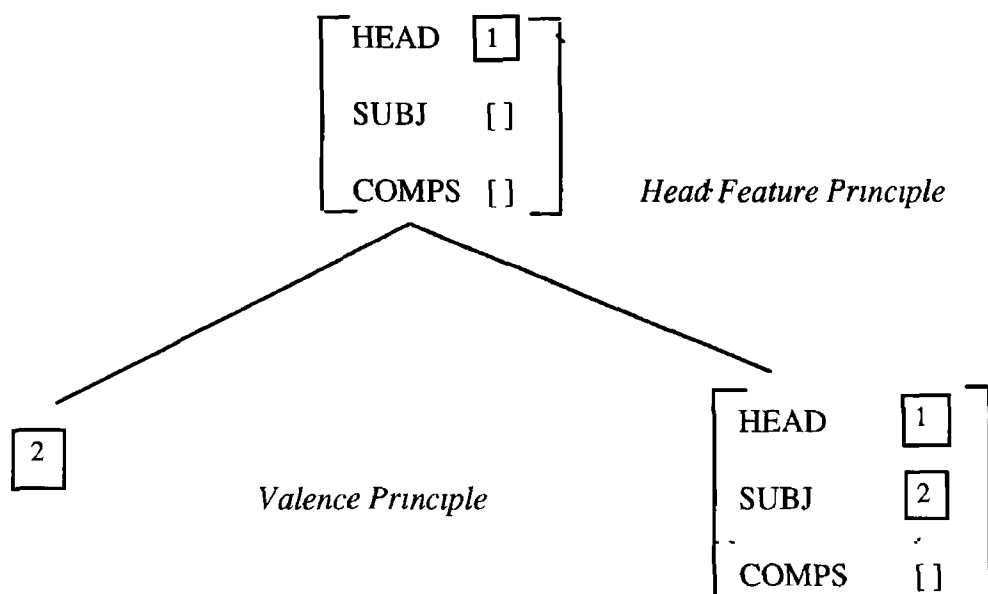 HEAD 1
SUBJ [ ]
COMPS [ ]
Head Feature Principle
2
Valence Principle
HEAD 1
SUBJ 2
COMPS [ ]